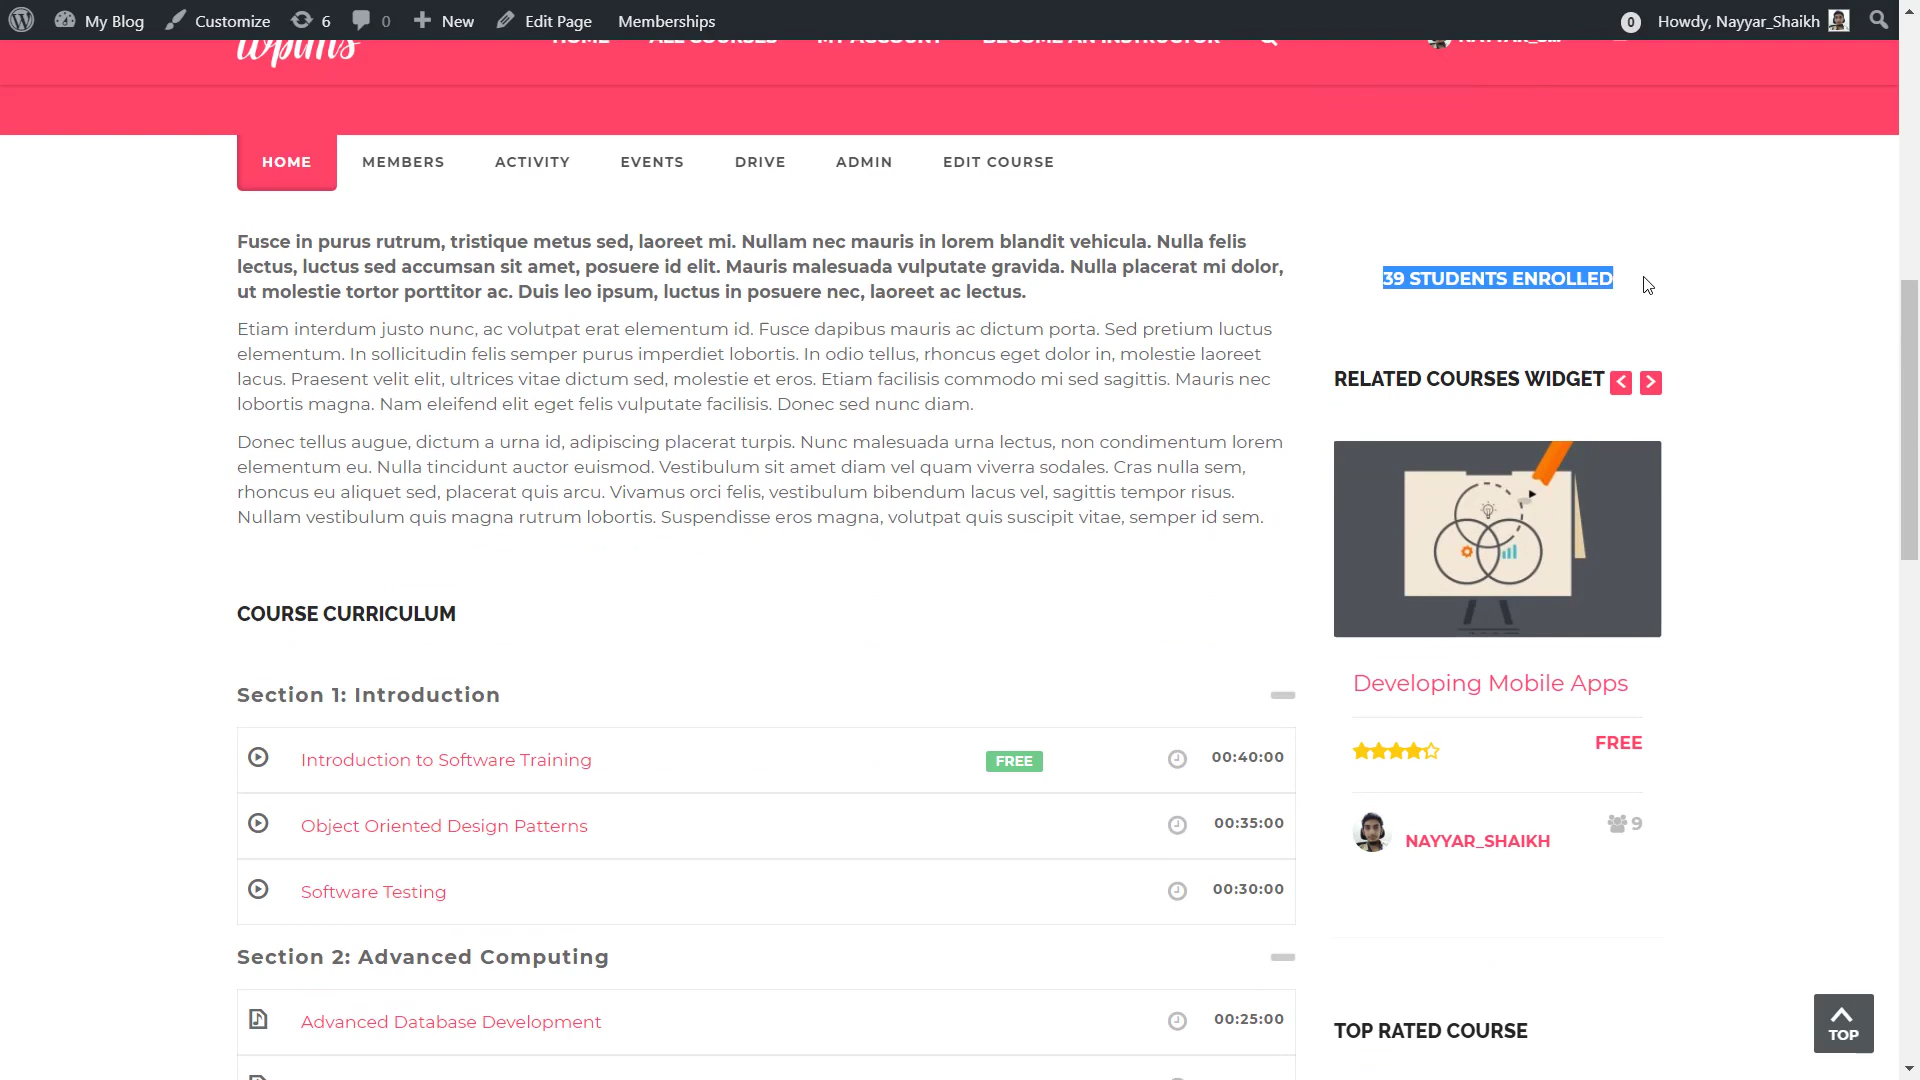 My Blog Customize 6 0 New Edit Page Memberships 0 Howdy, Nayyar_Shaikh
wplms HOME ALL COURSES MY ACCOUNT BECOME AN INSTRUCTOR
HOME MEMBERS ACTIVITY EVENTS DRIVE ADMIN EDIT COURSE
Fusce in purus rutrum, tristique metus sed, laoreet mi. Nullam nec mauris in lorem blandit vehicula. Nulla felis
lectus, luctus sed accumsan sit amet, posuere id elit. Mauris malesuada vulputate gravida. Nulla placerat mi dolor,
ut molestie tortor porttitor ac. Duis leo ipsum, luctus in posuere nec, laoreet ac lectus.
Etiam interdum justo nunc, ac volutpat erat elementum id. Fusce dapibus mauris ac dictum porta. Sed pretium luctus
elementum. In sollicitudin felis semper purus imperdiet lobortis. In odio tellus, rhoncus eget dolor in, molestie laoreet
lacus. Praesent velit elit, ultrices vitae dictum sed, molestie et eros. Etiam facilisis commodo mi sed sagittis. Mauris nec
lobortis magna. Nam eleifend elit eget felis vulputate facilisis. Donec sed nunc diam.
Donec tellus augue, dictum a urna id, adipiscing placerat turpis. Nunc malesuada urna lectus, non condimentum lorem
elementum eu. Nulla tincidunt auctor euismod. Vestibulum sit amet diam vel quam viverra sodales. Cras nulla sem,
rhoncus eu aliquet sed, placerat quis arcu. Vivamus orci felis, vestibulum bibendum lacus vel, sagittis tempor risus.
Nullam vestibulum quis magna rutrum lobortis. Suspendisse eros magna, volutpat quis suscipit vitae, semper id sem.
COURSE CURRICULUM
Section 1: Introduction
Introduction to Software Training FREE 00:40:00
Object Oriented Design Patterns 00:35:00
Software Testing 00:30:00
Section 2: Advanced Computing
Advanced Database Development 00:25:00
39 STUDENTS ENROLLED
RELATED COURSES WIDGET
Developing Mobile Apps
FREE
NAYYAR_SHAIKH 9
TOP RATED COURSE
TOP